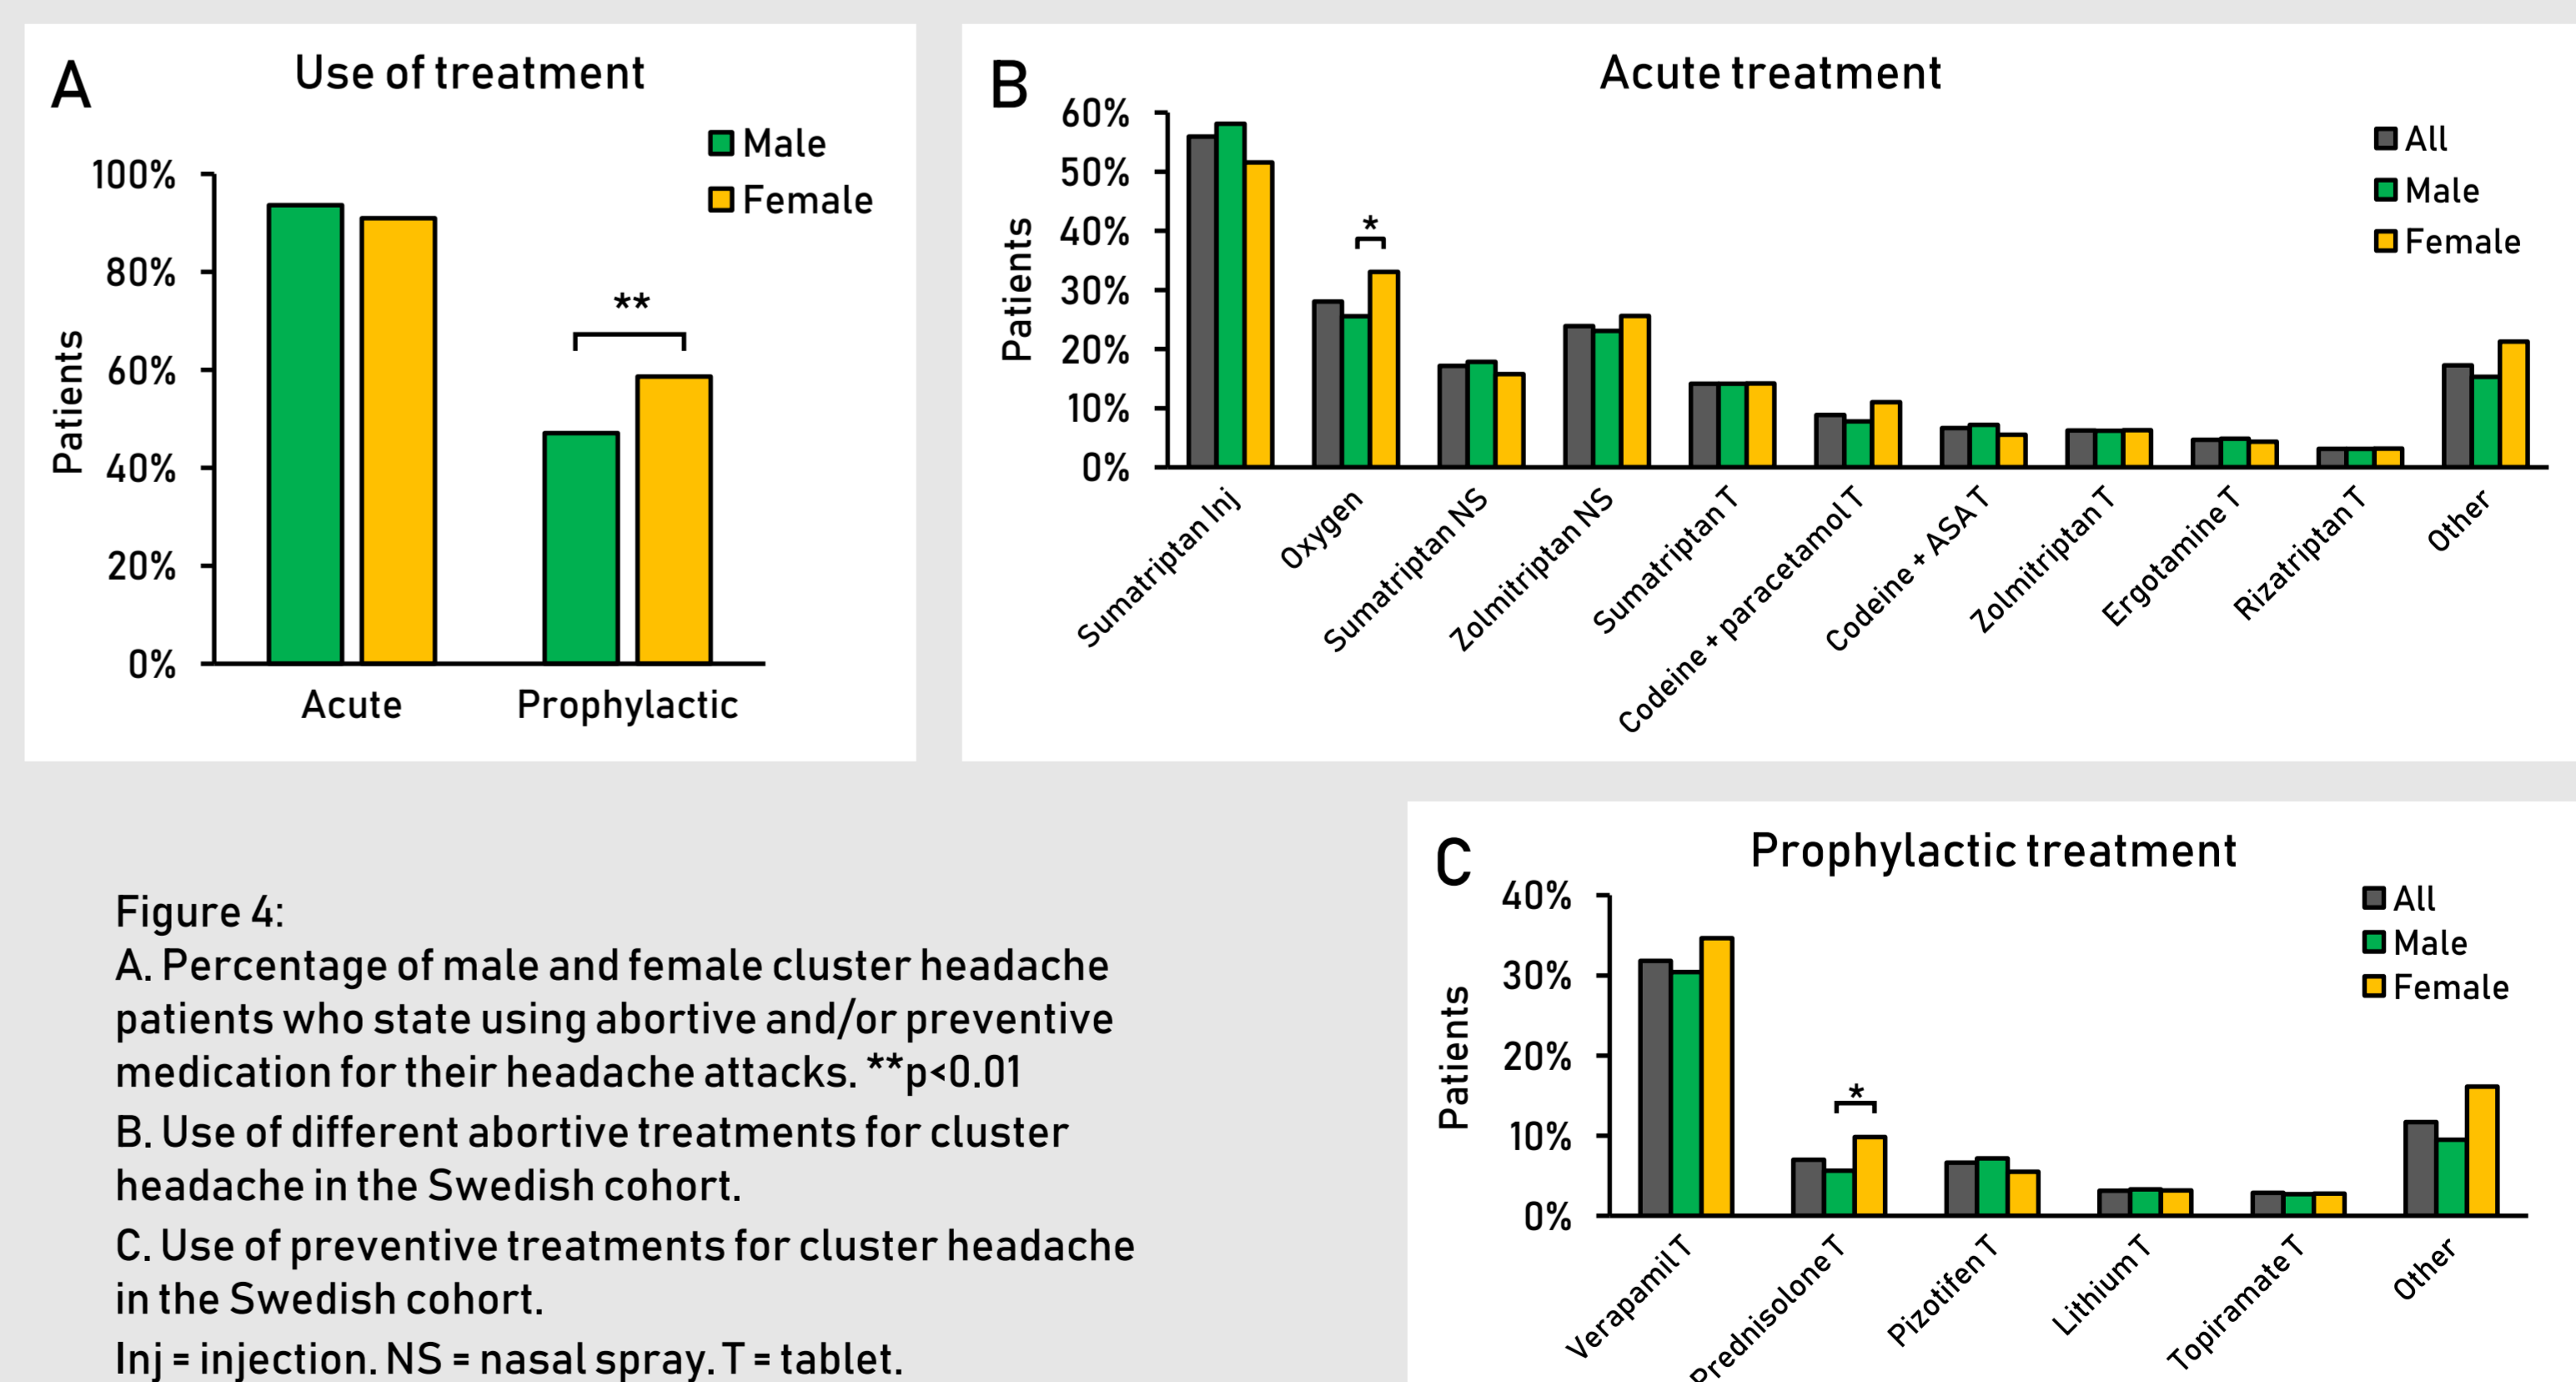 A
Use of treatment
Male
Female
100%
80%
60%
40%
20%
0%
Patients
**
Acute
Prophylactic
B
Acute treatment
All
Male
Female
60%
50%
40%
30%
20%
10%
0%
Patients
*
Sumatriptan Inj
Oxygen
Sumatriptan NS
Zolmitriptan NS
Sumatriptan T
Codeine + paracetamol T
Codeine + ASA T
Zolmitriptan T
Ergotamine T
Rizatriptan T
Other
Figure 4:
A. Percentage of male and female cluster headache
patients who state using abortive and/or preventive
medication for their headache attacks. **p<0.01
B. Use of different abortive treatments for cluster
headache in the Swedish cohort.
C. Use of preventive treatments for cluster headache
in the Swedish cohort.
Inj = injection. NS = nasal spray. T = tablet.
C
Prophylactic treatment
All
Male
Female
40%
30%
20%
10%
0%
Patients
*
Verapamil T
Prednisolone T
Pizotifen T
Lithium T
Topiramate T
Other